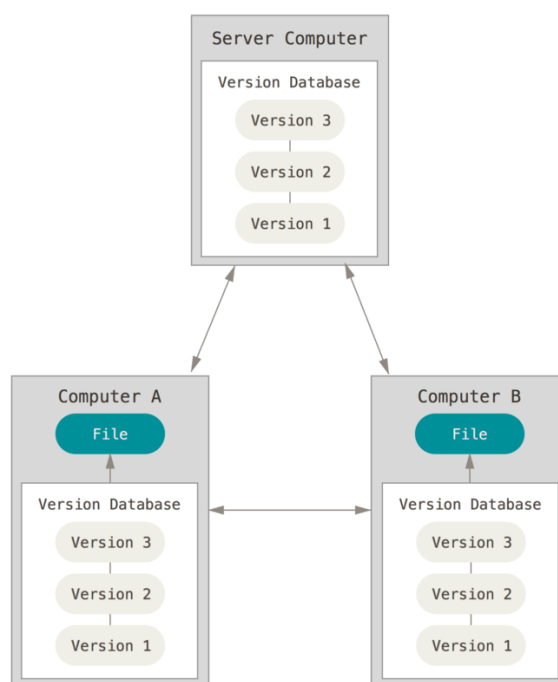 Server Computer
Version Database
Version 3
Version 2
Version 1
Computer A
File
Version Database
Version 3
Version 2
Version 1
Computer B
File
Version Database
Version 3
Version 2
Version 1